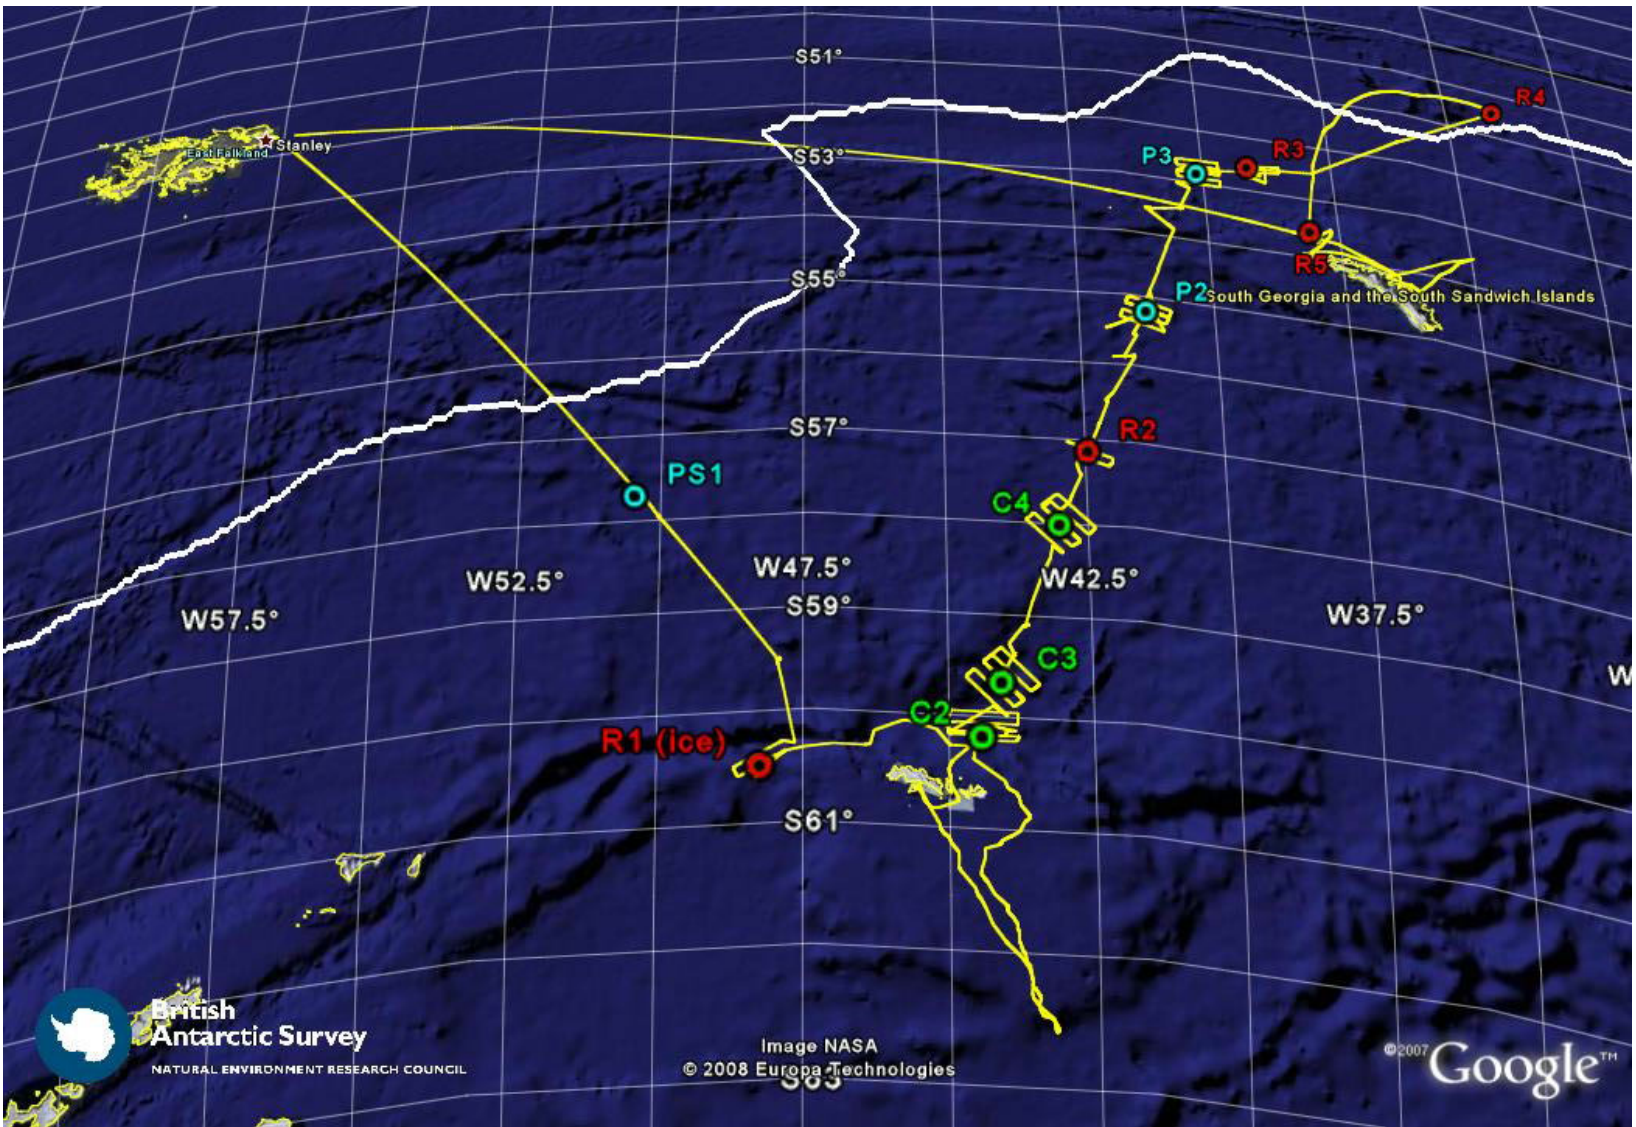 S51°
R4
East Falkland
Stanley
S53°
P3
R3
R5
S55°
P2
South Georgia and the South Sandwich Islands
S57°
R2
PS1
C4
W52.5°
W47.5°
W42.5°
S59°
W57.5°
W37.5°
C3
W
C2
R1 (ice)
S61°
British
Antarctic Survey
NATURAL ENVIRONMENT RESEARCH COUNCIL
Image NASA
© 2008 Europa Technologies
S63°
©2007 Google™